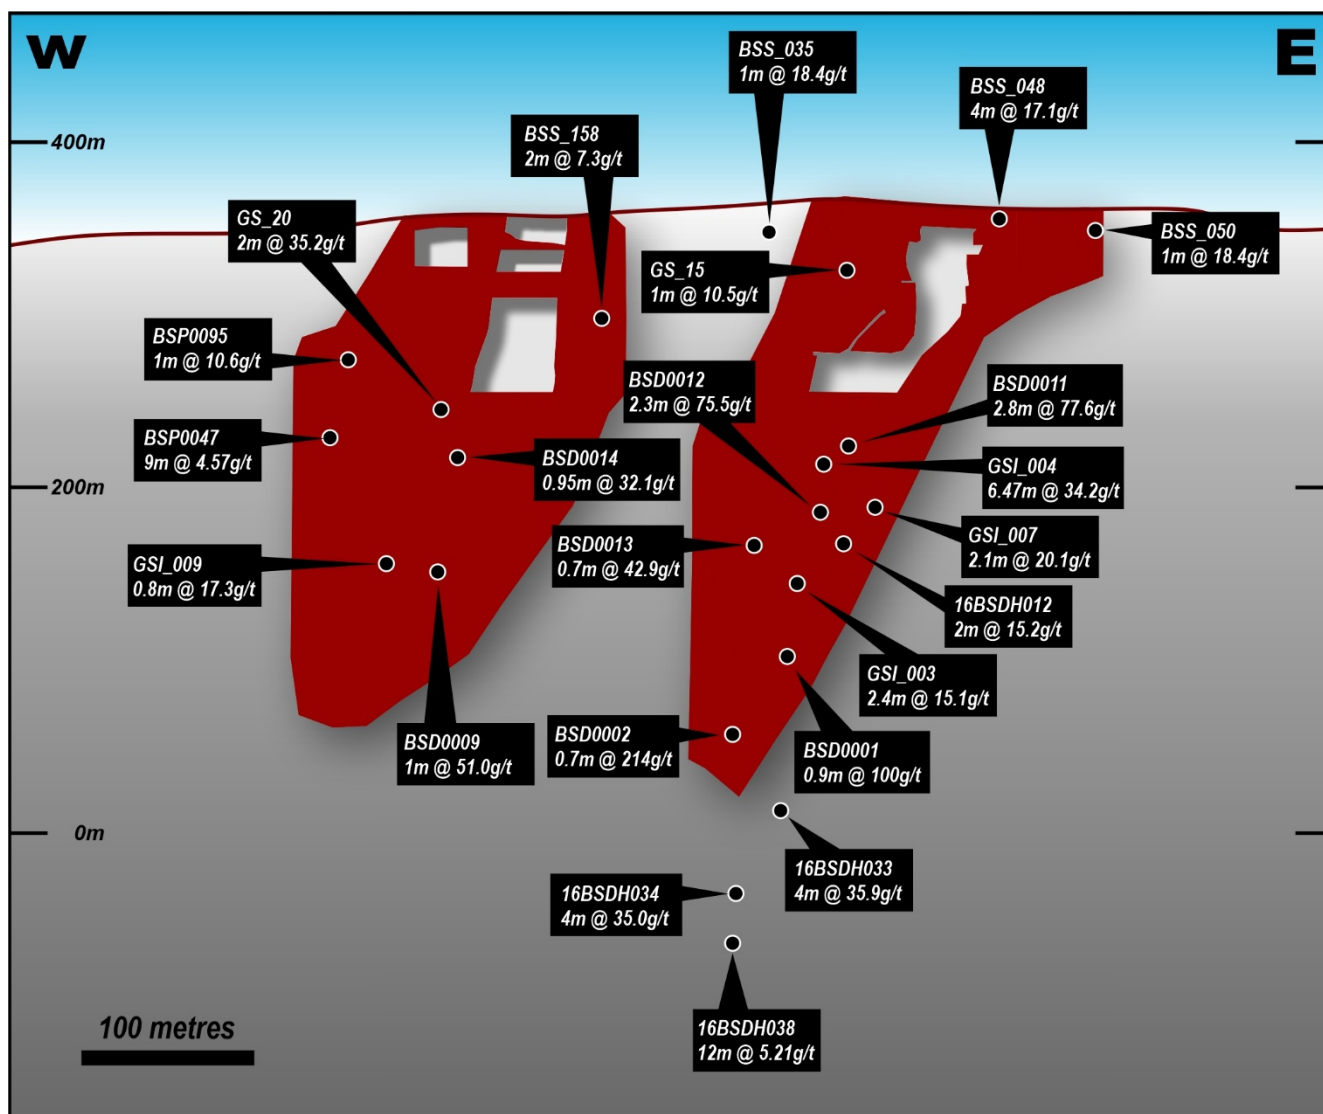 W
E
BSS_035
1m @ 18.4g/t
BSS_048
4m @ 17.1g/t
400m
BSS_158
2m @ 7.3g/t
GS_20
2m @ 35.2g/t
BSS_050
1m @ 18.4g/t
GS_15
1m @ 10.5g/t
BSP0095
1m @ 10.6g/t
BSD0012
2.3m @ 75.5g/t
BSD0011
2.8m @ 77.6g/t
BSP0047
9m @ 4.57g/t
BSD0014
0.95m @ 32.1g/t
GSI_004
6.47m @ 34.2g/t
200m
GSI_007
2.1m @ 20.1g/t
BSD0013
0.7m @ 42.9g/t
GSI_009
0.8m @ 17.3g/t
16BSDH012
2m @ 15.2g/t
GSI_003
2.4m @ 15.1g/t
BSD0002
0.7m @ 214g/t
BSD0009
1m @ 51.0g/t
BSD0001
0.9m @ 100g/t
0m
16BSDH033
4m @ 35.9g/t
16BSDH034
4m @ 35.0g/t
100 metres
16BSDH038
12m @ 5.21g/t